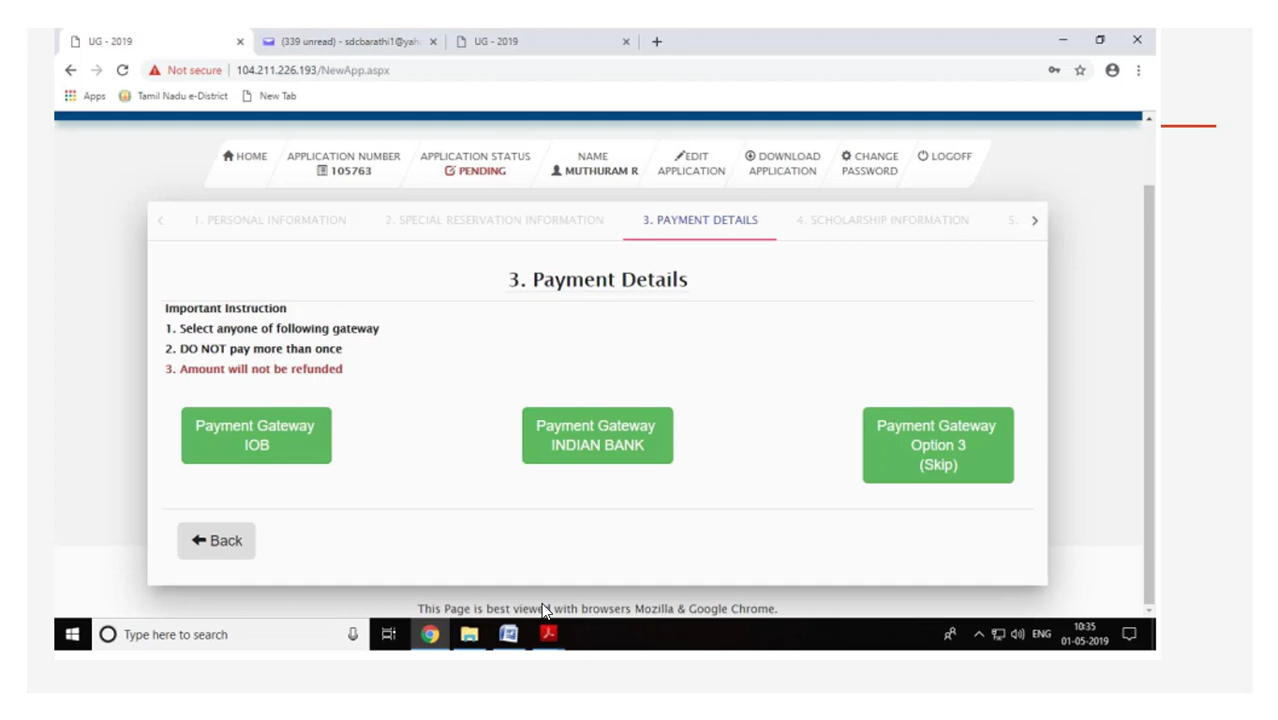 UG - 2019
(339 unread) - sdcbarathi1@yah
UG - 2019
Not secure | 104.211.226.193/NewApp.aspx
Apps Tamil Nadu e-District New Tab
HOME APPLICATION NUMBER APPLICATION STATUS NAME EDIT DOWNLOAD CHANGE LOGOFF
105763 PENDING MUTHURAM R APPLICATION APPLICATION PASSWORD
1. PERSONAL INFORMATION 2. SPECIAL RESERVATION INFORMATION 3. PAYMENT DETAILS 4. SCHOLARSHIP INFORMATION 5.
3. Payment Details
Important Instruction
1. Select anyone of following gateway
2. DO NOT pay more than once
3. Amount will not be refunded
Payment Gateway
IOB
Payment Gateway
INDIAN BANK
Payment Gateway
Option 3
(Skip)
Back
This Page is best viewed with browsers Mozilla & Google Chrome.
Type here to search
ENG
10:35
01-05-2019